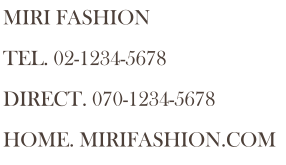 MIRI FASHION
TEL. 02-1234-5678
DIRECT. 070-1234-5678
HOME. MIRIFASHION.COM